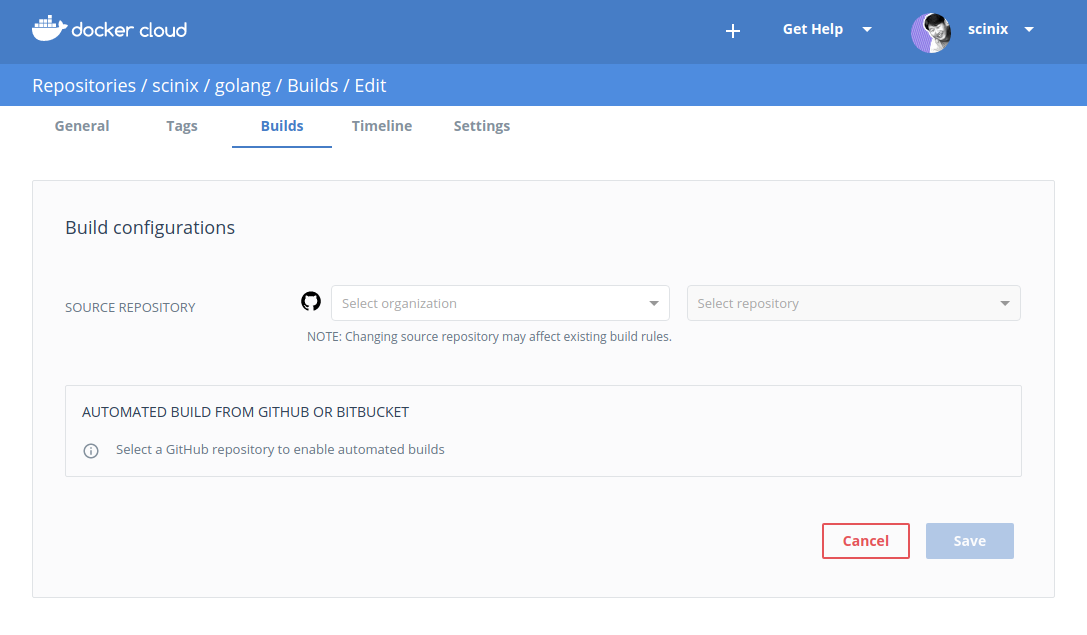 docker cloud
Get Help
scinix
Repositories / scinix / golang / Builds / Edit
General Tags Builds Timeline Settings
Build configurations
SOURCE REPOSITORY
Select organization
Select repository
NOTE: Changing source repository may affect existing build rules.
AUTOMATED BUILD FROM GITHUB OR BITBUCKET
Select a GitHub repository to enable automated builds
Cancel
Save